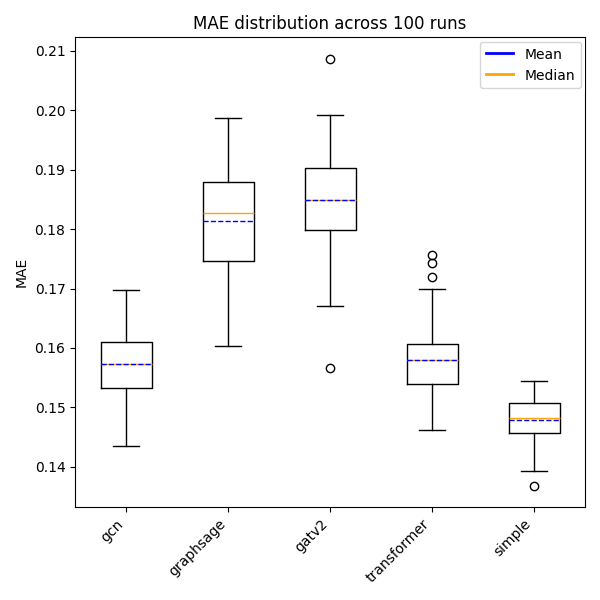 MAE distribution across 100 runs
Mean
Median
MAE
0.21
0.20
0.19
0.18
0.17
0.16
0.15
0.14
gcn
graphsage
gatv2
transformer
simple